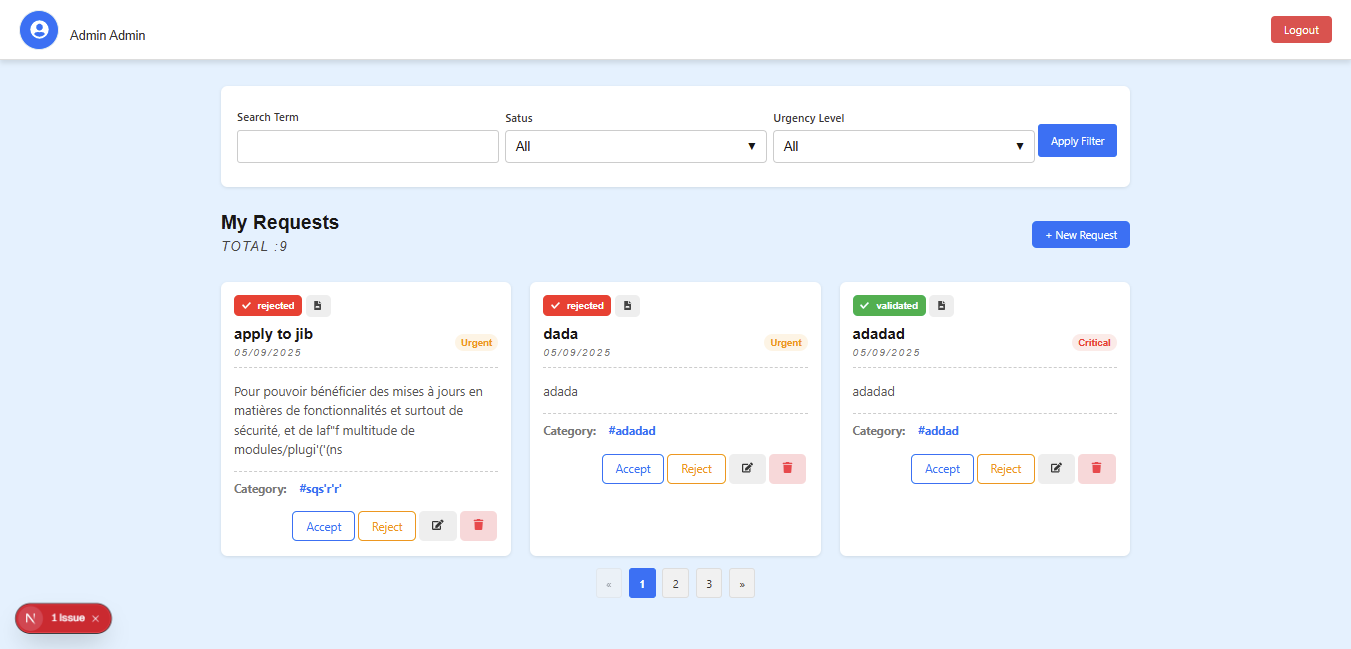 Admin Admin
Logout
Search Term
Satus
Urgency Level
All
All
Apply Filter
My Requests
TOTAL :9
+ New Request
rejected
apply to jib
05/09/2025
Urgent
Pour pouvoir bénéficier des mises à jours en
matières de fonctionnalités et surtout de
sécurité, et de laf"f multitude de
modules/plugi'('(ns
Category: #sqs'r'r'
Accept Reject
rejected
dada
05/09/2025
Urgent
adada
Category: #adadad
Accept Reject
validated
adadad
05/09/2025
Critical
adadad
Category: #addad
Accept Reject
« 1 2 3 »
N 1 Issue ×